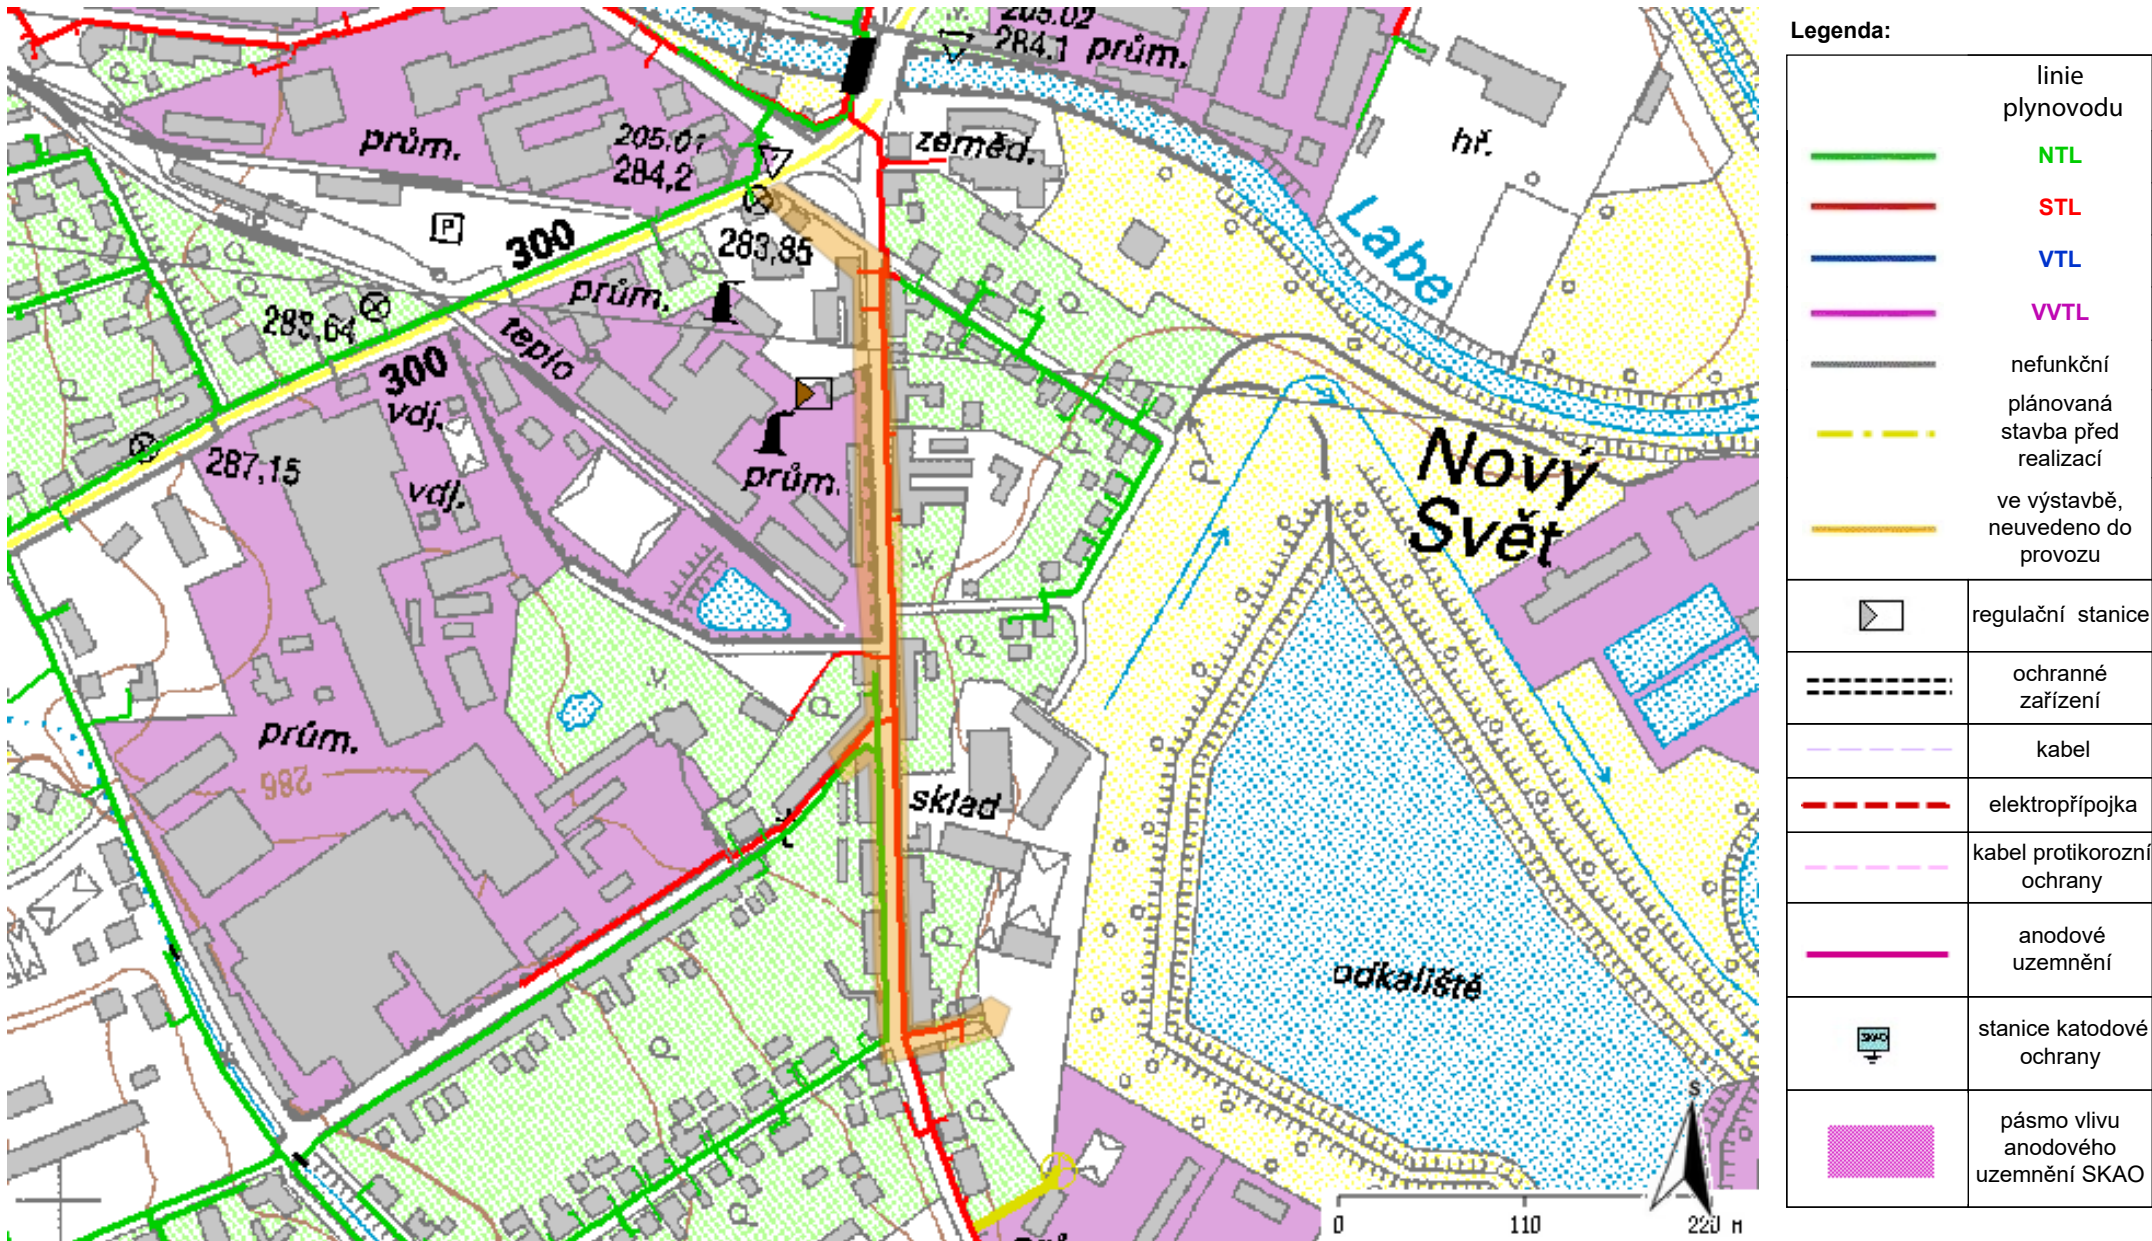 205.02
284,1 prům.
prům.
205.01
284,2
zeměd.
hř.
Labe
P
300
283,85
prům.
283,64
teplo
300
vdj.
287,15
vdj.
prům.
Nový
Svět
prům.
286
sklad
odkaliště
S
0 110 220 M
Legenda:
linie
plynovodu
NTL
STL
VTL
VVTL
nefunkční
plánovaná
stavba před
realizací
ve výstavbě,
neuvedeno do
provozu
regulační stanice
ochranné
zařízení
kabel
elektropřípojka
kabel protikorozní
ochrany
anodové
uzemnění
SKAO
stanice katodové
ochrany
pásmo vlivu
anodového
uzemnění SKAO